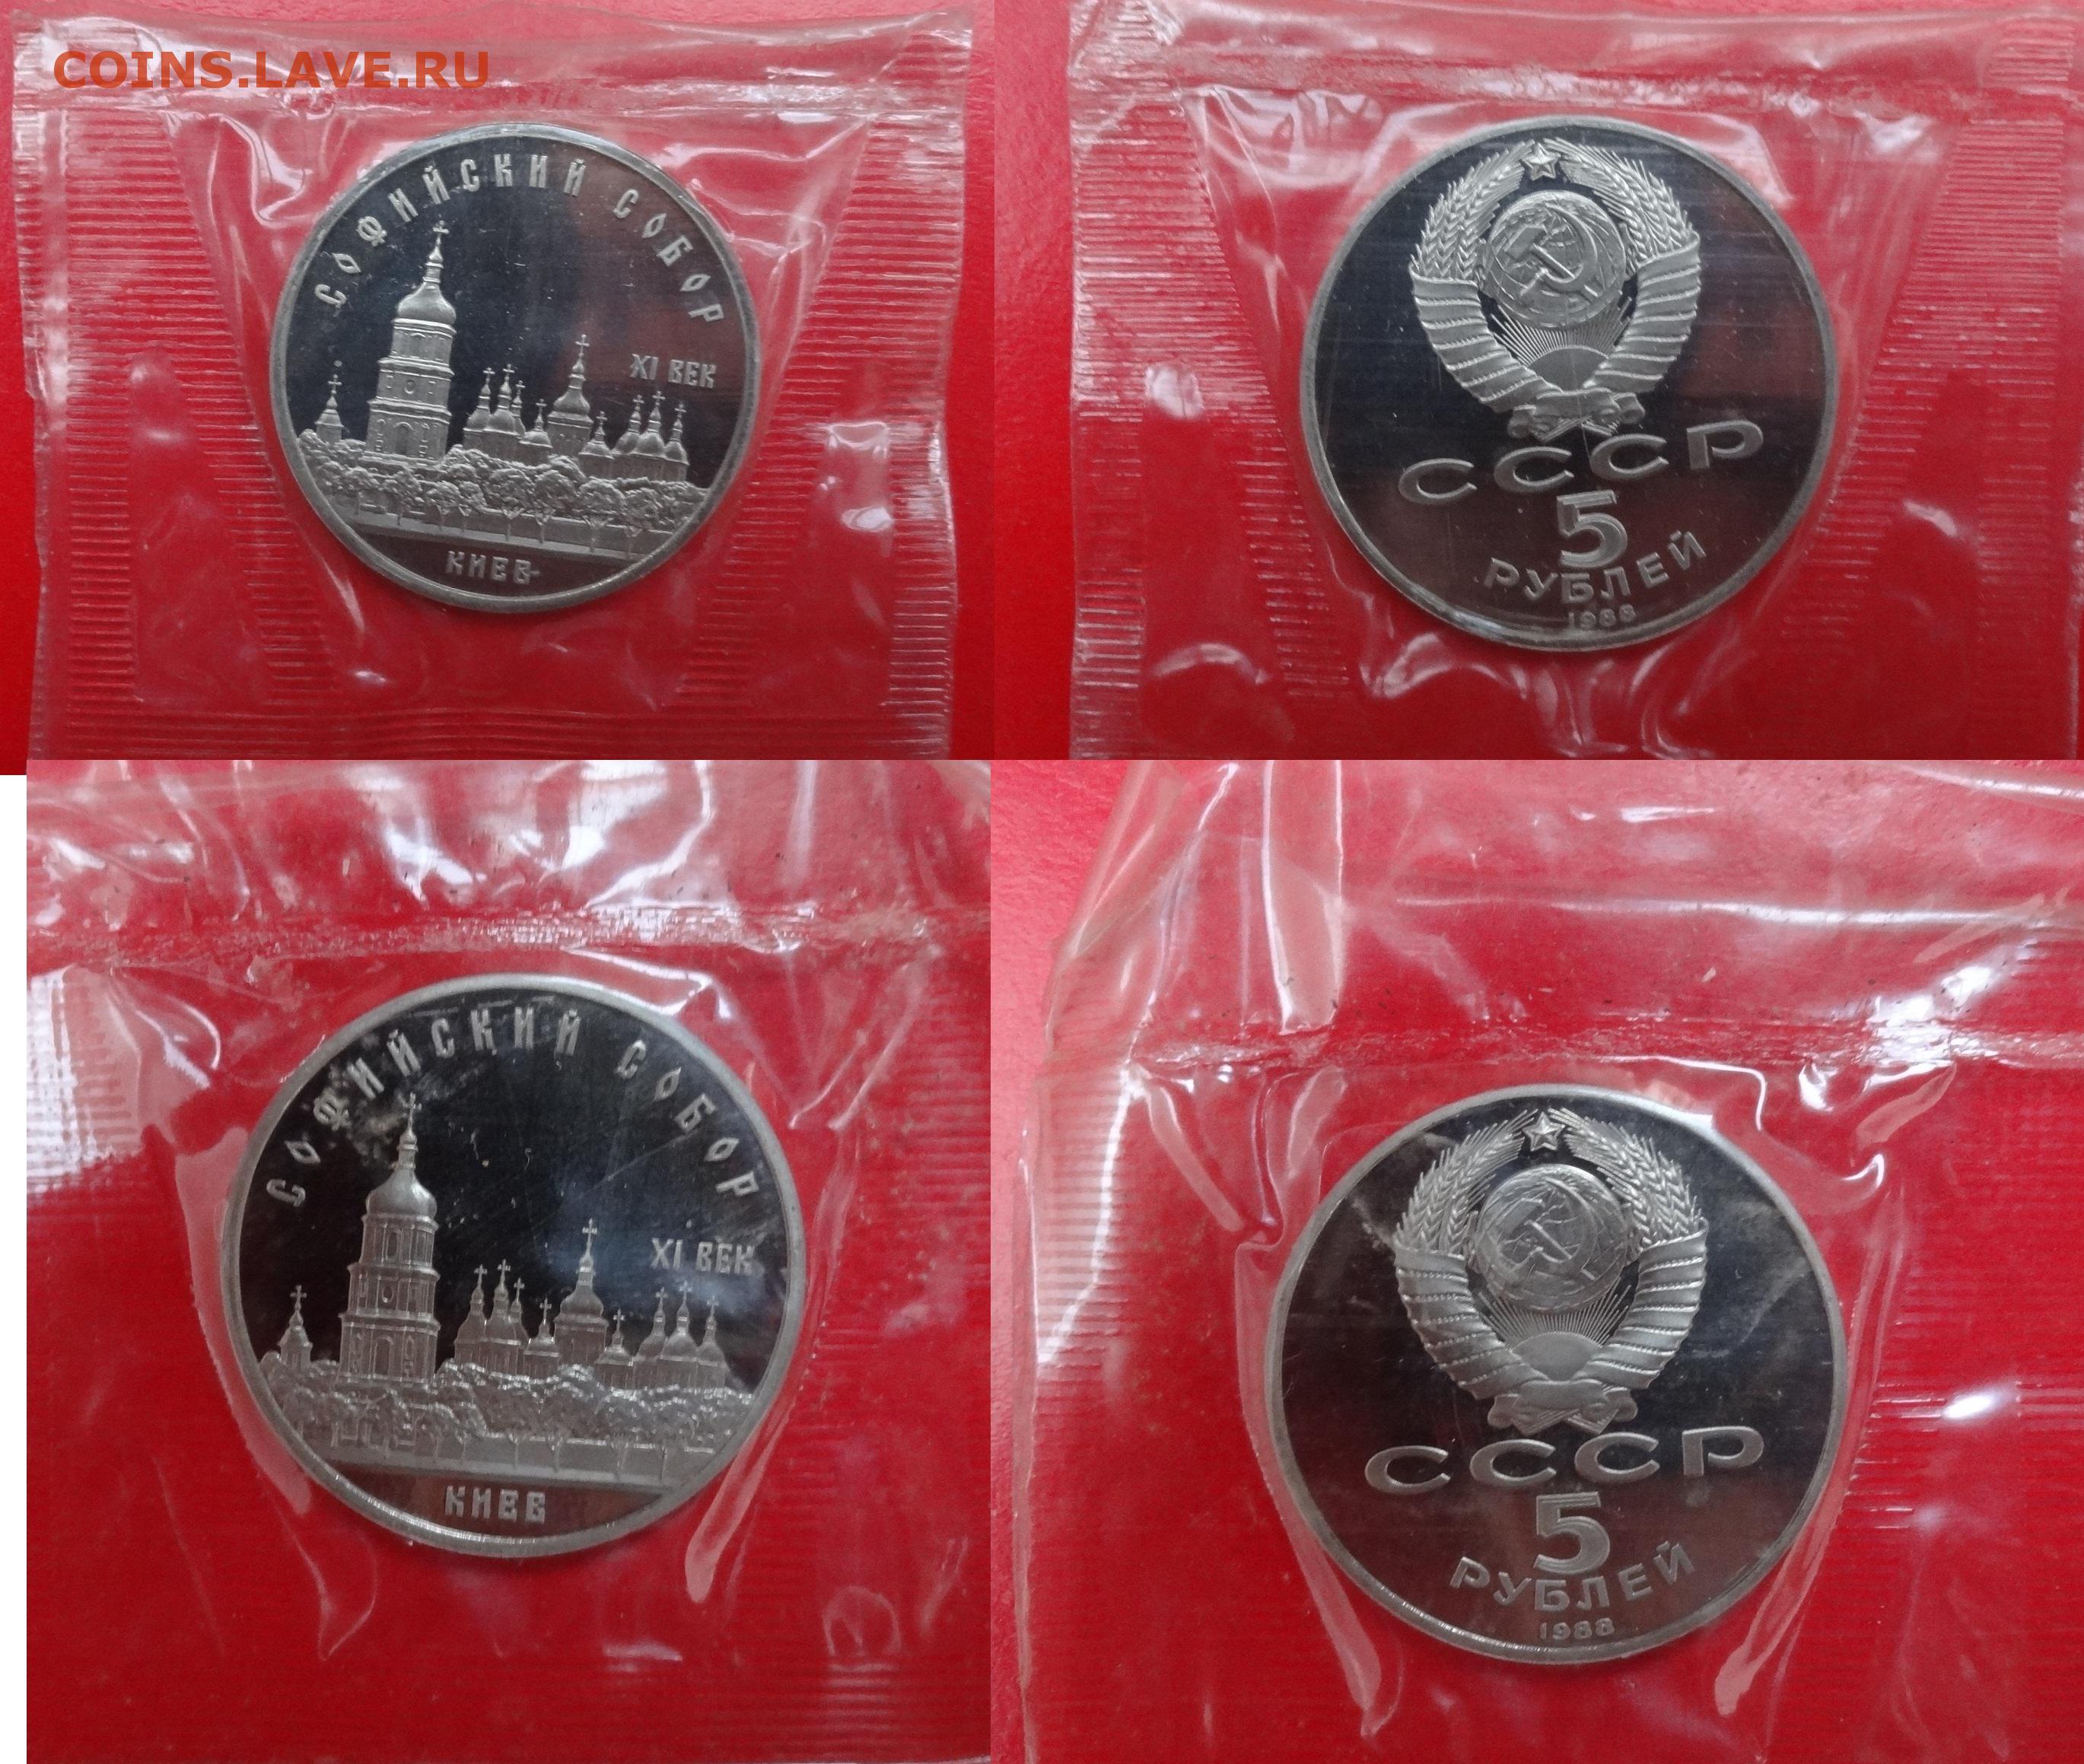 COINS.LAVE.RU
СОФИЙСКИЙ СОБОР
XI ВЕК
КИЕВ
СССР
5
РУБЛЕЙ
1988
СОФИЙСКИЙ СОБОР
XI ВЕК
КИЕВ
СССР
5
РУБЛЕЙ
1988